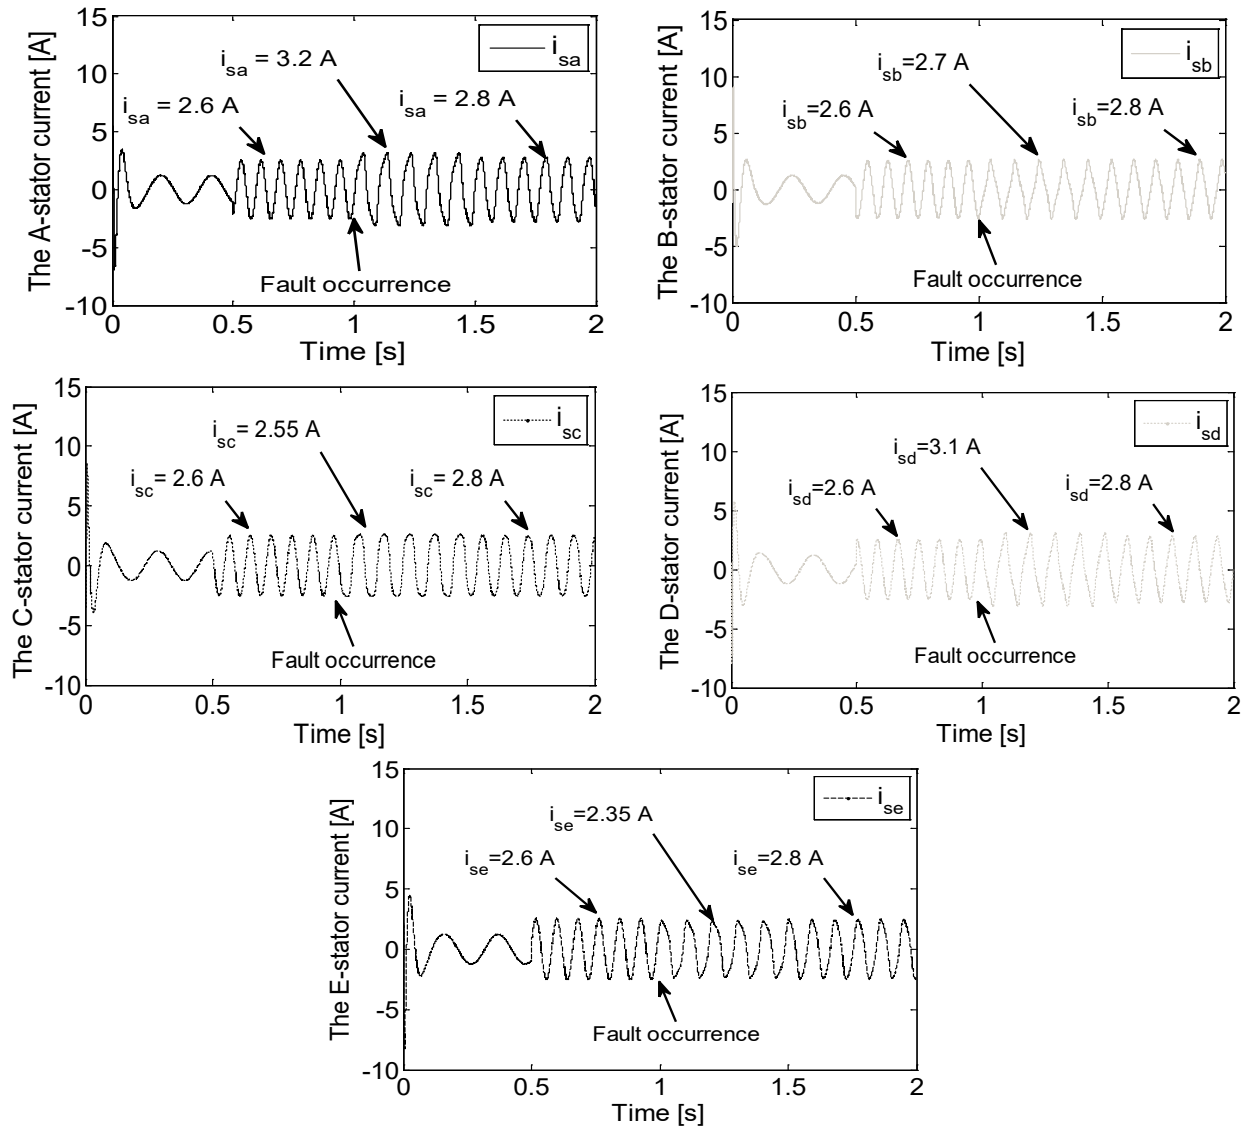 The A-stator current [A]
15
10
5
0
-5
-10
i_sa = 3.2 A
i_sa
i_sa = 2.6 A
i_sa = 2.8 A
Fault occurrence
0 0.5 1 1.5 2
Time [s]
The B-stator current [A]
15
10
5
0
-5
-10
i_sb=2.7 A
i_sb
i_sb=2.6 A
i_sb=2.8 A
Fault occurrence
0 0.5 1 1.5 2
Time [s]
The C-stator current [A]
15
10
5
0
-5
-10
i_sc = 2.55 A
i_sc
i_sc= 2.6 A
i_sc= 2.8 A
Fault occurrence
0 0.5 1 1.5 2
Time [s]
The D-stator current [A]
15
10
5
0
-5
-10
i_sd=3.1 A
i_sd
i_sd=2.6 A
i_sd=2.8 A
Fault occurrence
0 0.5 1 1.5 2
Time [s]
The E-stator current [A]
15
10
5
0
-5
-10
i_se=2.35 A
i_se
i_se=2.6 A
i_se=2.8 A
Fault occurrence
0 0.5 1 1.5 2
Time [s]